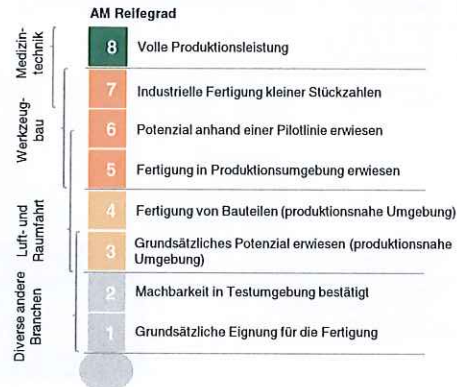 AM Reifegrad
Medizin-
technik
Werkzeug-
bau
Luft- und
Raumfahrt
Diverse andere
Branchen
8 Volle Produktionsleistung
7 Industrielle Fertigung kleiner Stückzahlen
6 Potenzial anhand einer Pilotlinie erwiesen
5 Fertigung in Produktionsumgebung erwiesen
4 Fertigung von Bauteilen (produktionsnahe Umgebung)
3 Grundsätzliches Potenzial erwiesen (produktionsnahe
Umgebung)
2 Machbarkeit in Testumgebung bestätigt
1 Grundsätzliche Eignung für die Fertigung